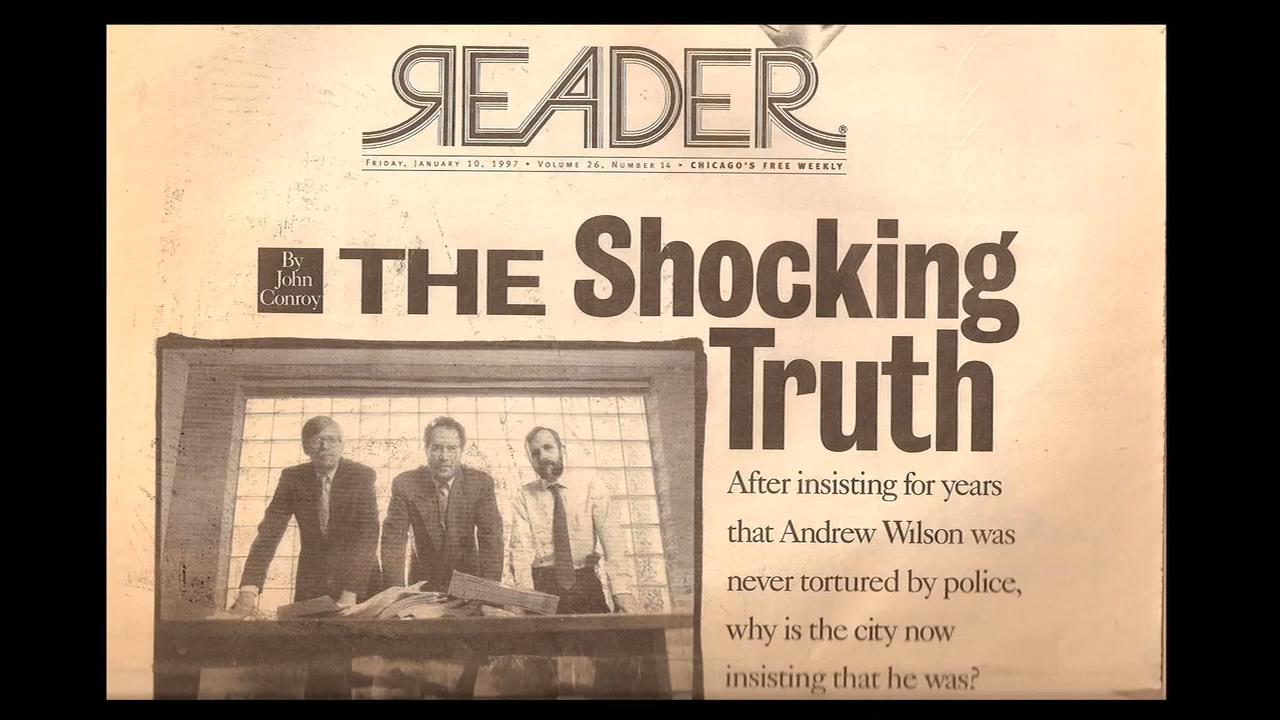 READER®
FRIDAY, JANUARY 10, 1997 • VOLUME 26, NUMBER 14 • CHICAGO'S FREE WEEKLY
By
John
Conroy
THE Shocking
Truth
After insisting for years
that Andrew Wilson was
never tortured by police,
why is the city now
insisting that he was?